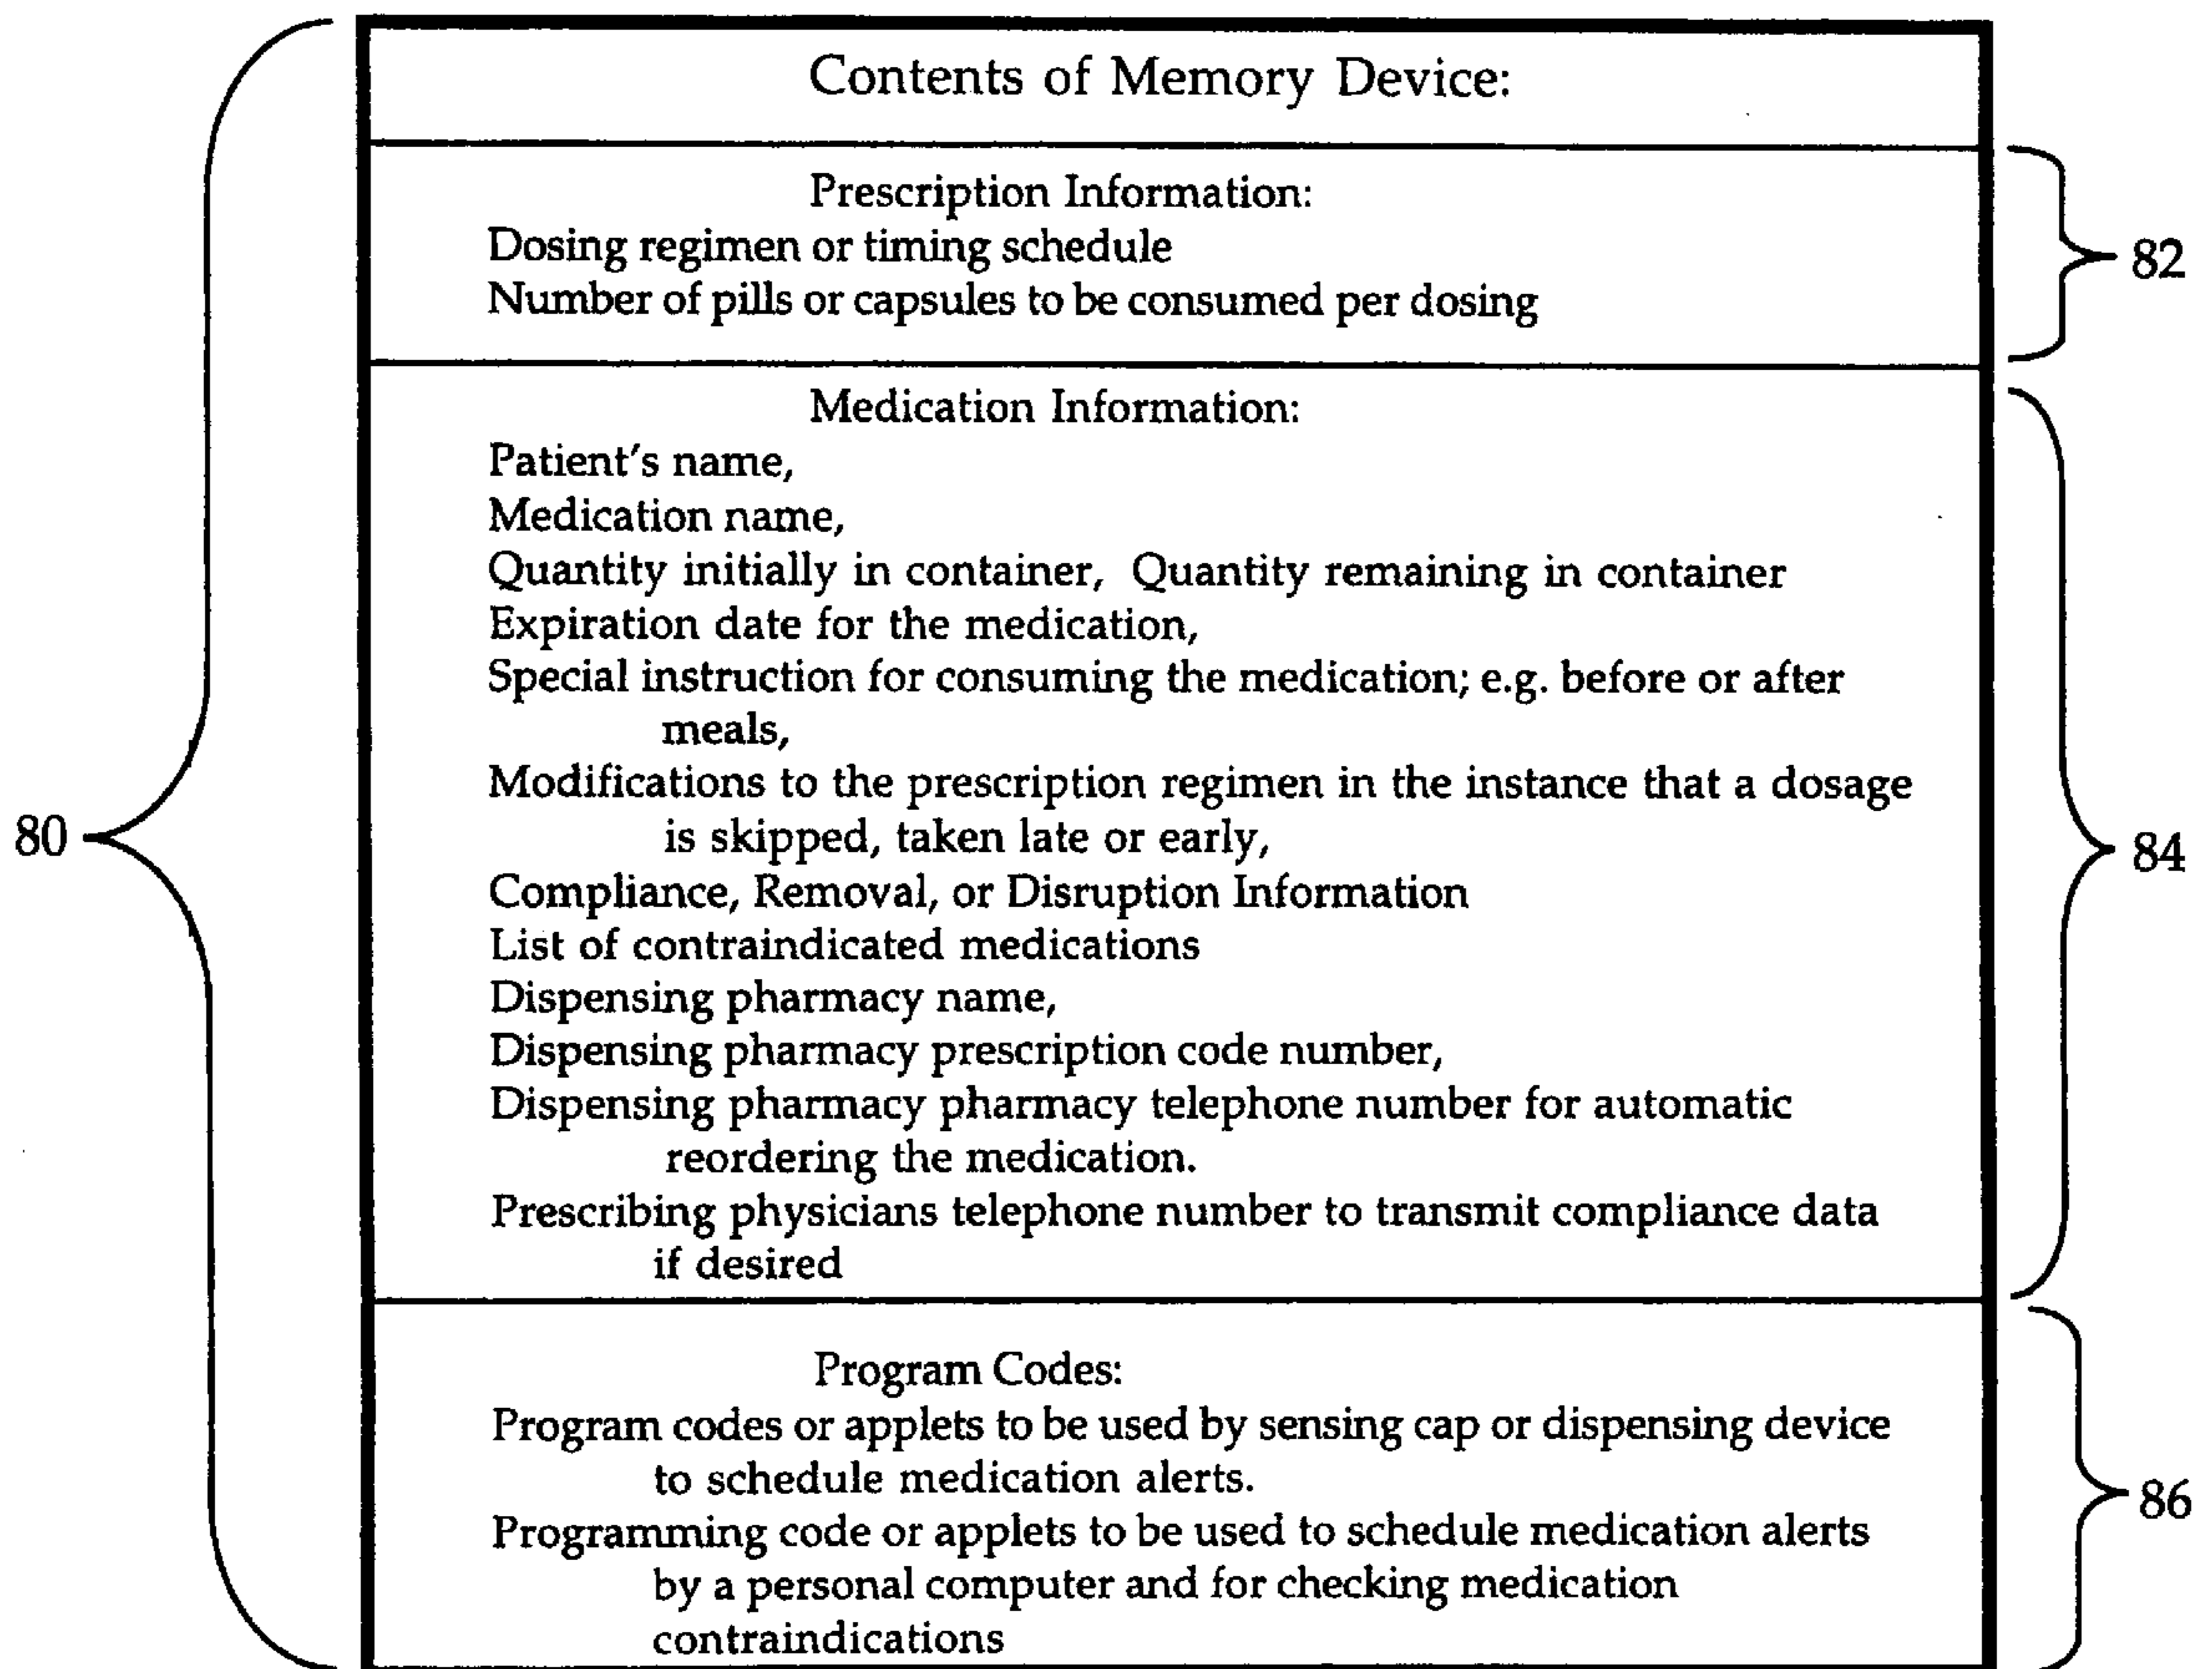 Contents of Memory Device:
Prescription Information:
Dosing regimen or timing schedule
Number of pills or capsules to be consumed per dosing
82
Medication Information:
Patient's name,
Medication name,
Quantity initially in container, Quantity remaining in container
Expiration date for the medication,
Special instruction for consuming the medication; e.g. before or after
meals,
Modifications to the prescription regimen in the instance that a dosage
is skipped, taken late or early,
80
84
Compliance, Removal, or Disruption Information
List of contraindicated medications
Dispensing pharmacy name,
Dispensing pharmacy prescription code number,
Dispensing pharmacy pharmacy telephone number for automatic
reordering the medication.
Prescribing physicians telephone number to transmit compliance data
if desired
Program Codes:
Program codes or applets to be used by sensing cap or dispensing device
to schedule medication alerts.
86
Programming code or applets to be used to schedule medication alerts
by a personal computer and for checking medication
contraindications